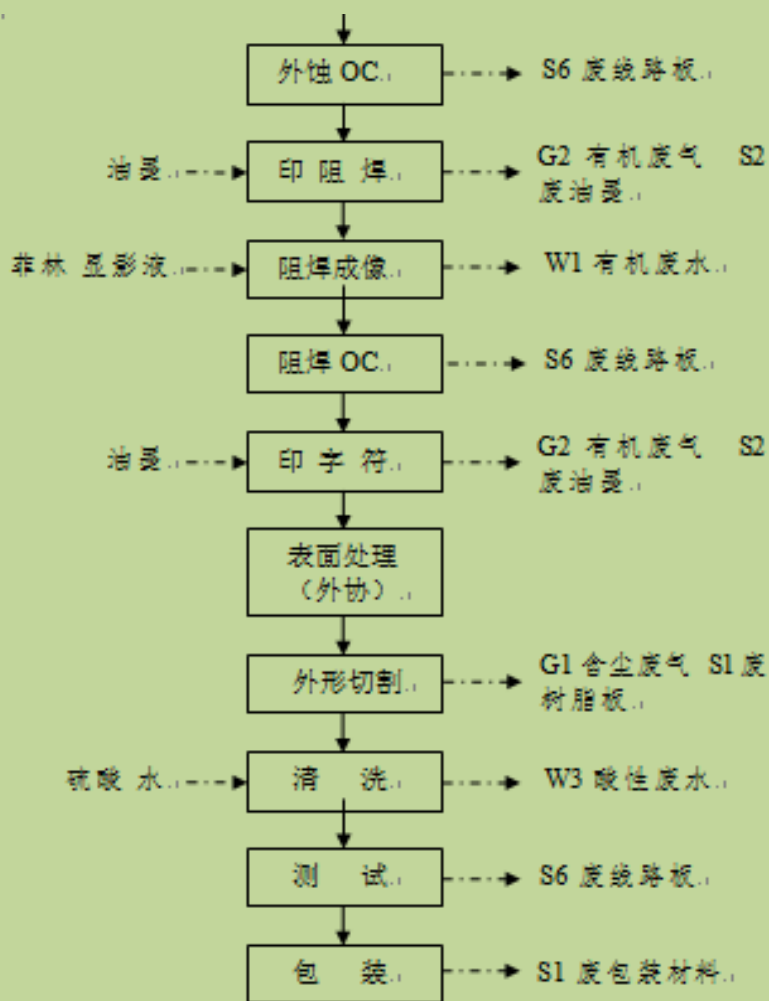 外蚀 OC
S6 废线路板
油墨
印 阻 焊
G2 有机废气 S2
废油墨
菲林 显影液
阻焊成像
W1 有机废水
阻焊 OC
S6 废线路板
油墨
印 字 符
G2 有机废气 S2
废油墨
表面处理
（外协）
外形切割
G1 含尘废气 S1 废
树脂板
硫酸 水
清 洗
W3 酸性废水
测 试
S6 废线路板
包 装
S1 废包装材料